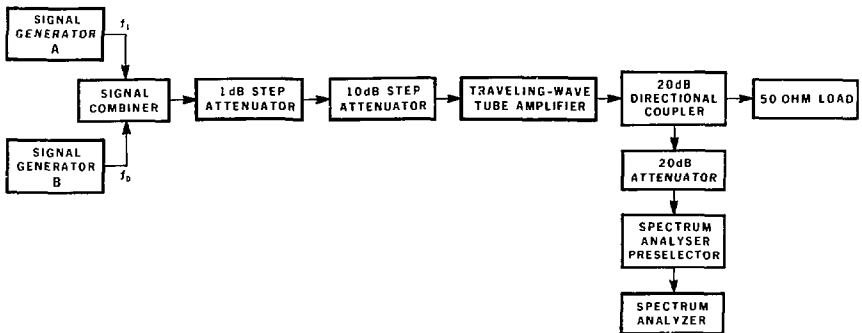 SIGNAL
GENERATOR
A
f₁
SIGNAL
COMBINER
1dB STEP
ATTENUATOR
10dB STEP
ATTENUATOR
TRAVELING-WAVE
TUBE AMPLIFIER
20dB
DIRECTIONAL
COUPLER
50 OHM LOAD
SIGNAL
GENERATOR
B
f_D
20dB
ATTENUATOR
SPECTRUM
ANALYSER
PRESELECTOR
SPECTRUM
ANALYZER